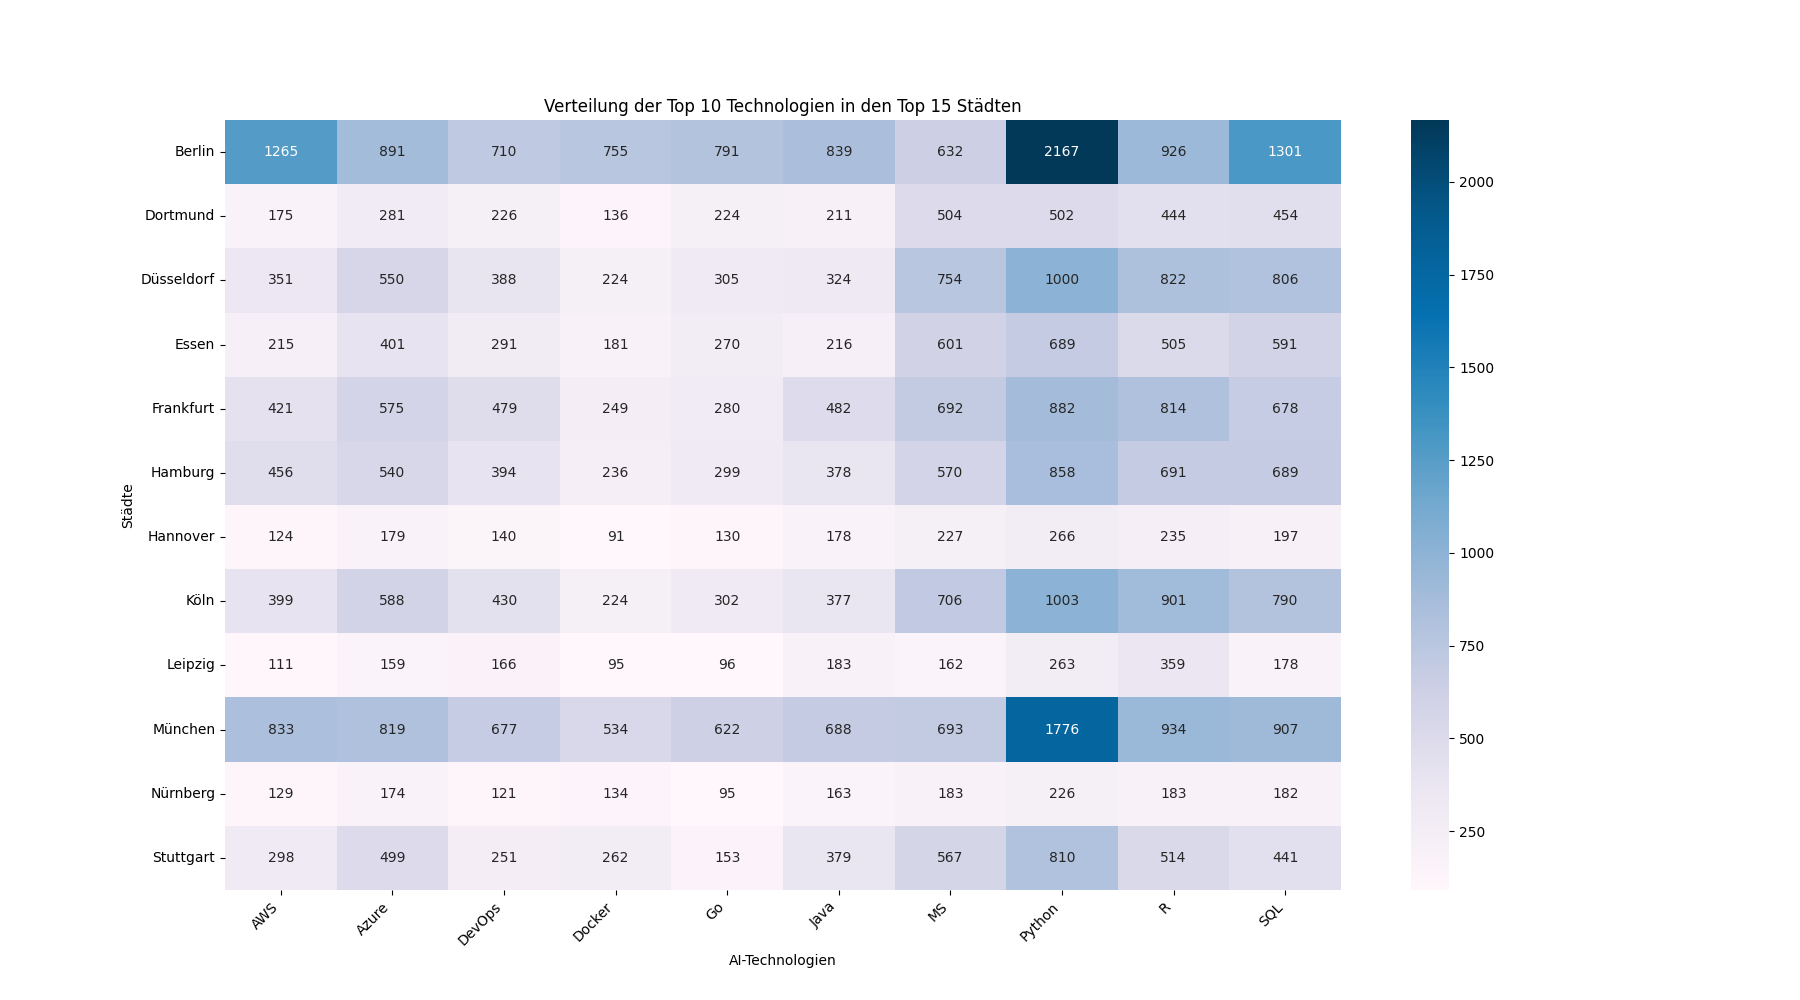 Verteilung der Top 10 Technologien in den Top 15 Städten
Städte
Berlin 1265 891 710 755 791 839 632 2167 926 1301
Dortmund 175 281 226 136 224 211 504 502 444 454
Düsseldorf 351 550 388 224 305 324 754 1000 822 806
Essen 215 401 291 181 270 216 601 689 505 591
Frankfurt 421 575 479 249 280 482 692 882 814 678
Hamburg 456 540 394 236 299 378 570 858 691 689
Hannover 124 179 140 91 130 178 227 266 235 197
Köln 399 588 430 224 302 377 706 1003 901 790
Leipzig 111 159 166 95 96 183 162 263 359 178
München 833 819 677 534 622 688 693 1776 934 907
Nürnberg 129 174 121 134 95 163 183 226 183 182
Stuttgart 298 499 251 262 153 379 567 810 514 441
AWS Azure DevOps Docker Go Java MS Python R SQL
AI-Technologien
2000
1750
1500
1250
1000
750
500
250